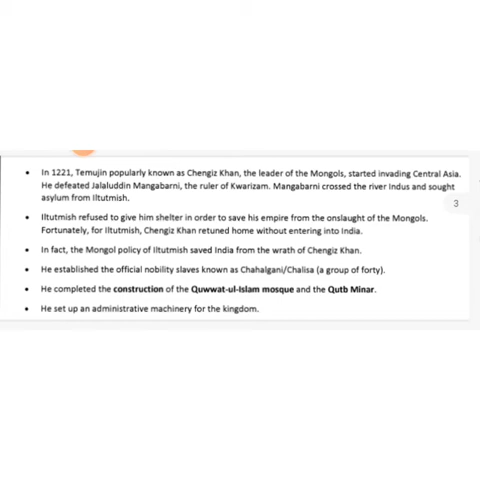 • In 1221, Temujin popularly known as Chengiz Khan, the leader of the Mongols, started invading Central Asia.
He defeated Jalaluddin Mangabarni, the ruler of Kwarizam. Mangabarni crossed the river Indus and sought
asylum from Iltutmish.
3
• Iltutmish refused to give him shelter in order to save his empire from the onslaught of the Mongols.
Fortunately, for Iltutmish, Chengiz Khan retuned home without entering into India.
• In fact, the Mongol policy of Iltutmish saved India from the wrath of Chengiz Khan.
• He established the official nobility slaves known as Chahalgani/Chalisa (a group of forty).
• He completed the construction of the Quwwat-ul-Islam mosque and the Qutb Minar.
• He set up an administrative machinery for the kingdom.